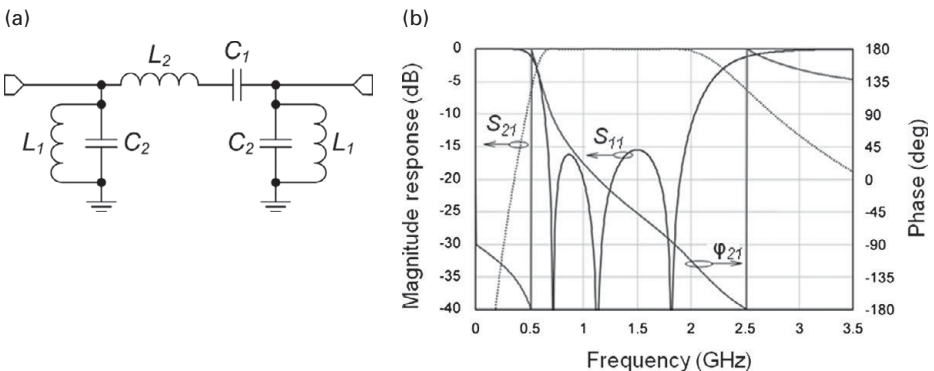 (a)
L2
C1
L1
C2
C2
L1
(b)
Magnitude response (dB)
0
-5
-10
-15
-20
-25
-30
-35
-40
S21
S11
φ21
180
135
90
45
0
-45
-90
-135
-180
Phase (deg)
0
0.5
1
1.5
2
2.5
3
3.5
Frequency (GHz)